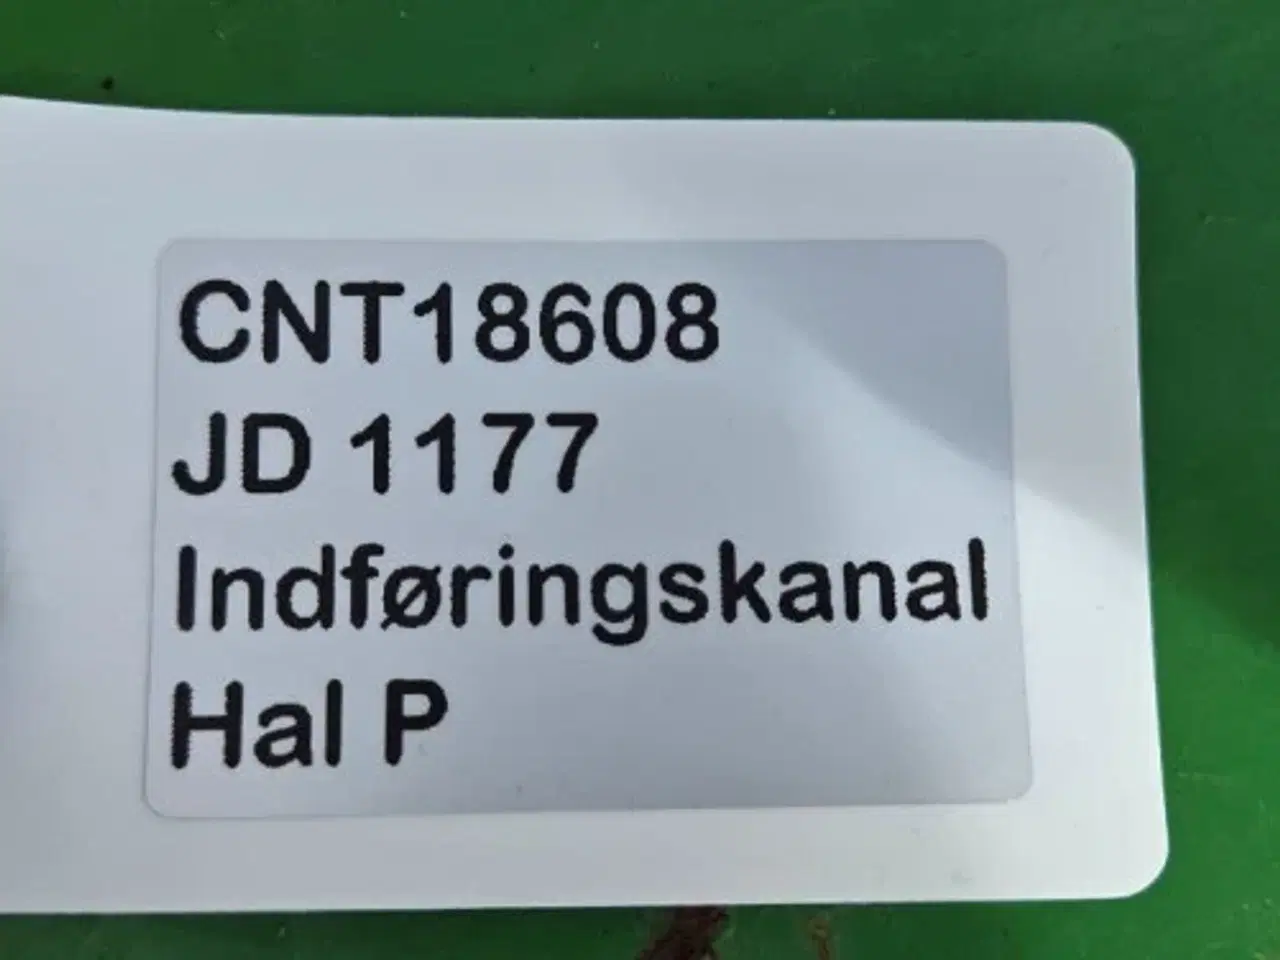 CNT18608
JD 1177
Indføringskanal
Hal P